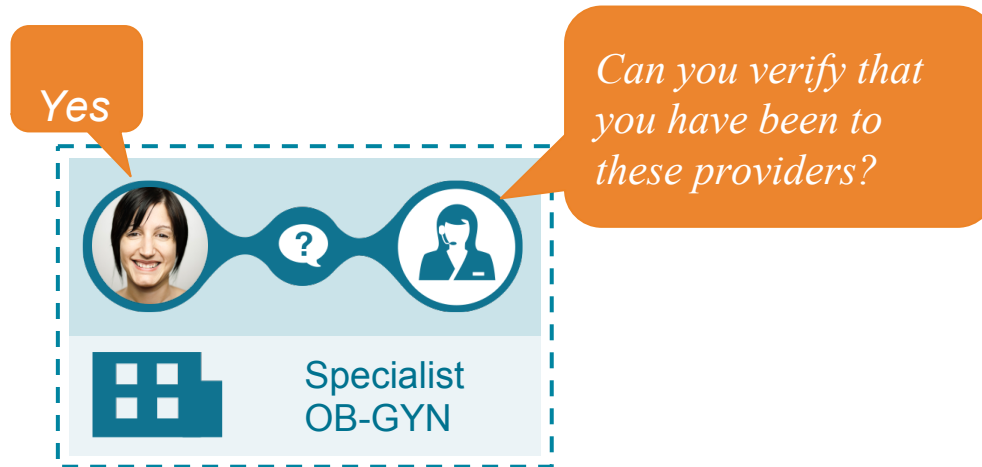 Yes
Can you verify that
you have been to
these providers?
?
Specialist
OB-GYN